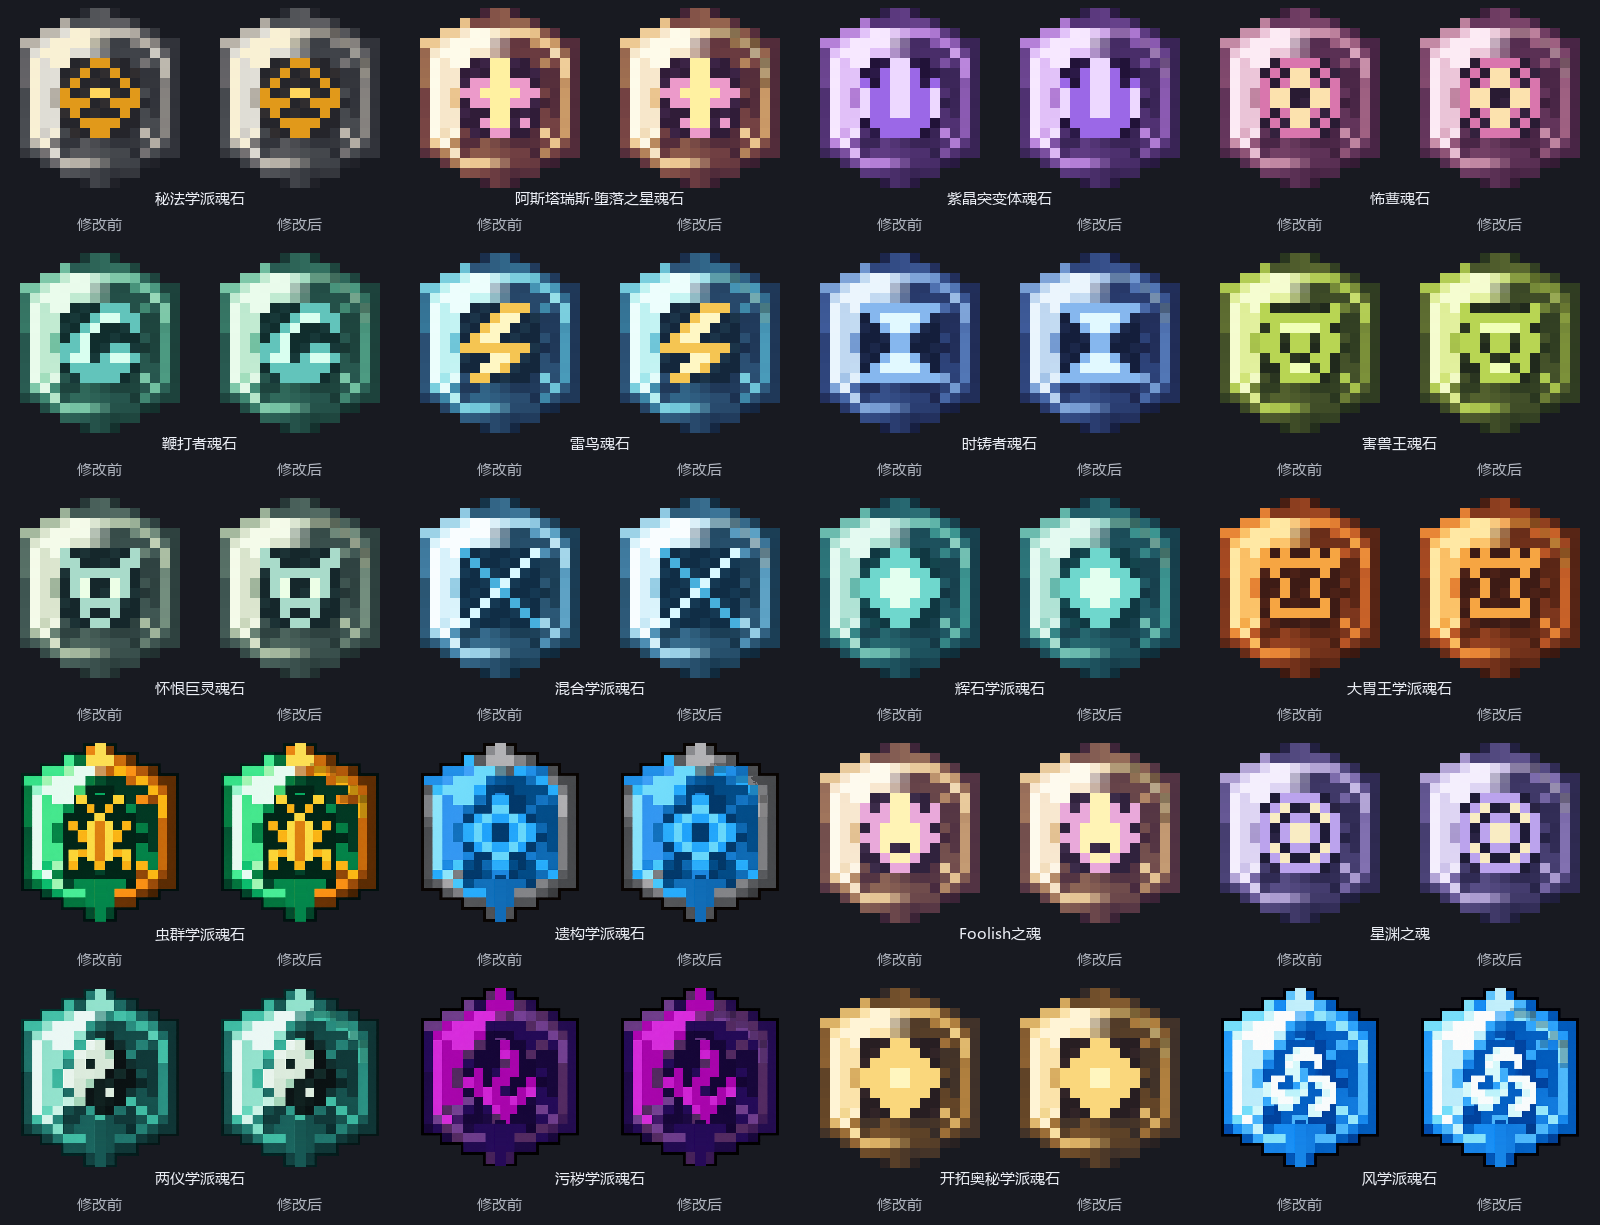 秘法学派魂石 阿斯塔瑞斯·堕落之星魂石 紫晶突变体魂石 怖蕈魂石
修改前 修改后 修改前 修改后 修改前 修改后 修改前 修改后
鞭打者魂石 雷鸟魂石 时铸者魂石 害兽王魂石
修改前 修改后 修改前 修改后 修改前 修改后 修改前 修改后
怀恨巨灵魂石 混合学派魂石 辉石学派魂石 大胃王学派魂石
修改前 修改后 修改前 修改后 修改前 修改后 修改前 修改后
虫群学派魂石 遗构学派魂石 Foolish之魂 星渊之魂
修改前 修改后 修改前 修改后 修改前 修改后 修改前 修改后
两仪学派魂石 污秽学派魂石 开拓奥秘学派魂石 风学派魂石
修改前 修改后 修改前 修改后 修改前 修改后 修改前 修改后